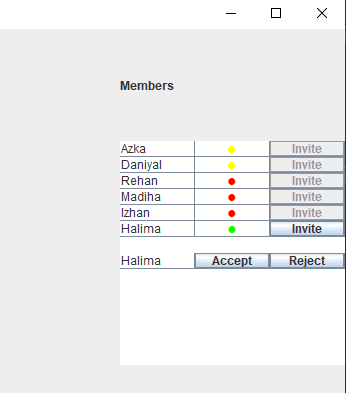 Members
Azka Invite
Daniyal Invite
Rehan Invite
Madiha Invite
Izhan Invite
Halima Invite
Halima Accept Reject